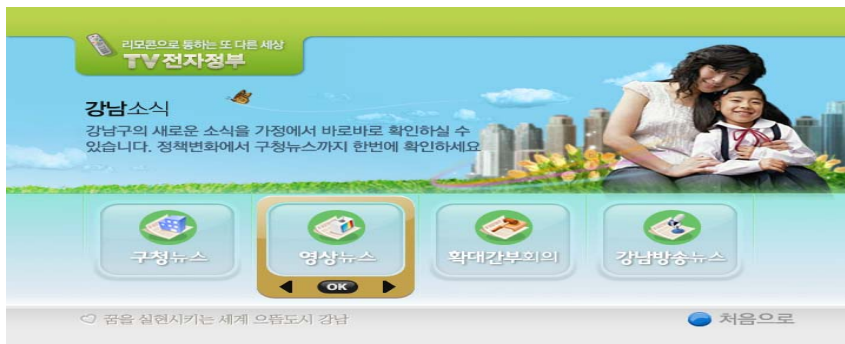 리모콘으로 통하는 또 다른 세상
TV전자정부
강남소식
강남구의 새로운 소식을 가정에서 바로바로 확인하실 수
있습니다. 정책변화에서 구청뉴스까지 한번에 확인하세요
구청뉴스
영상뉴스
확대간부회의
강남방송뉴스
OK
꿈을 실현시키는 세계 으뜸도시 강남
처음으로